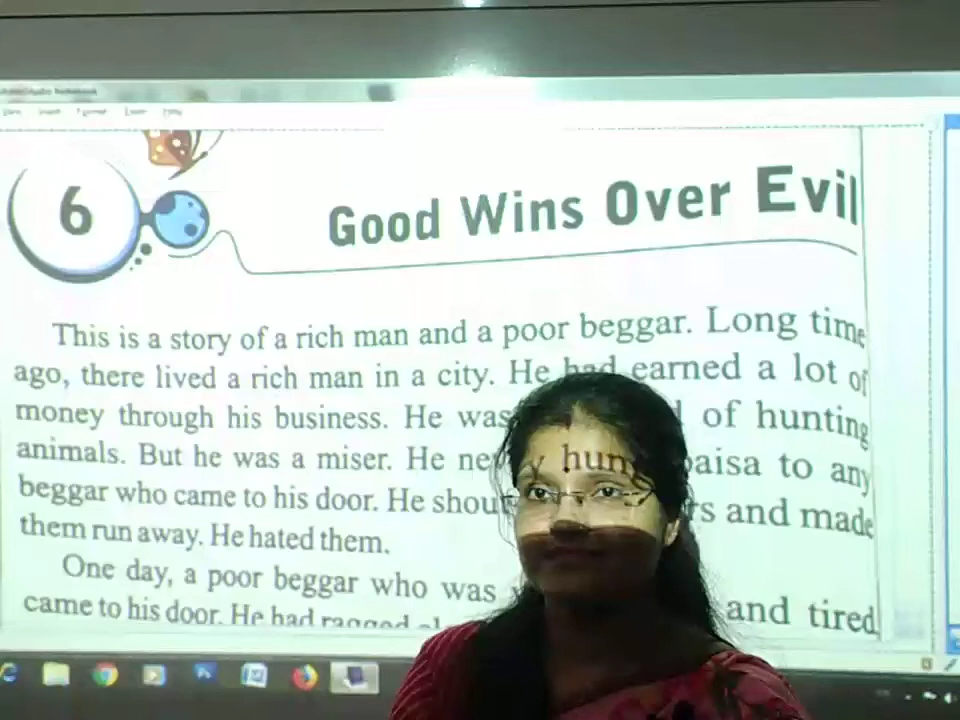 6
Good Wins Over Evil
This is a story of a rich man and a poor beggar. Long time
ago, there lived a rich man in a city. He had earned a lot of
money through his business. He was of hunting
animals. But he was a miser. He paisa to any
beggar who came to his door. He and made
them run away. He hated them.
One day, a poor beggar who was and tired
came to his door. He had ragged